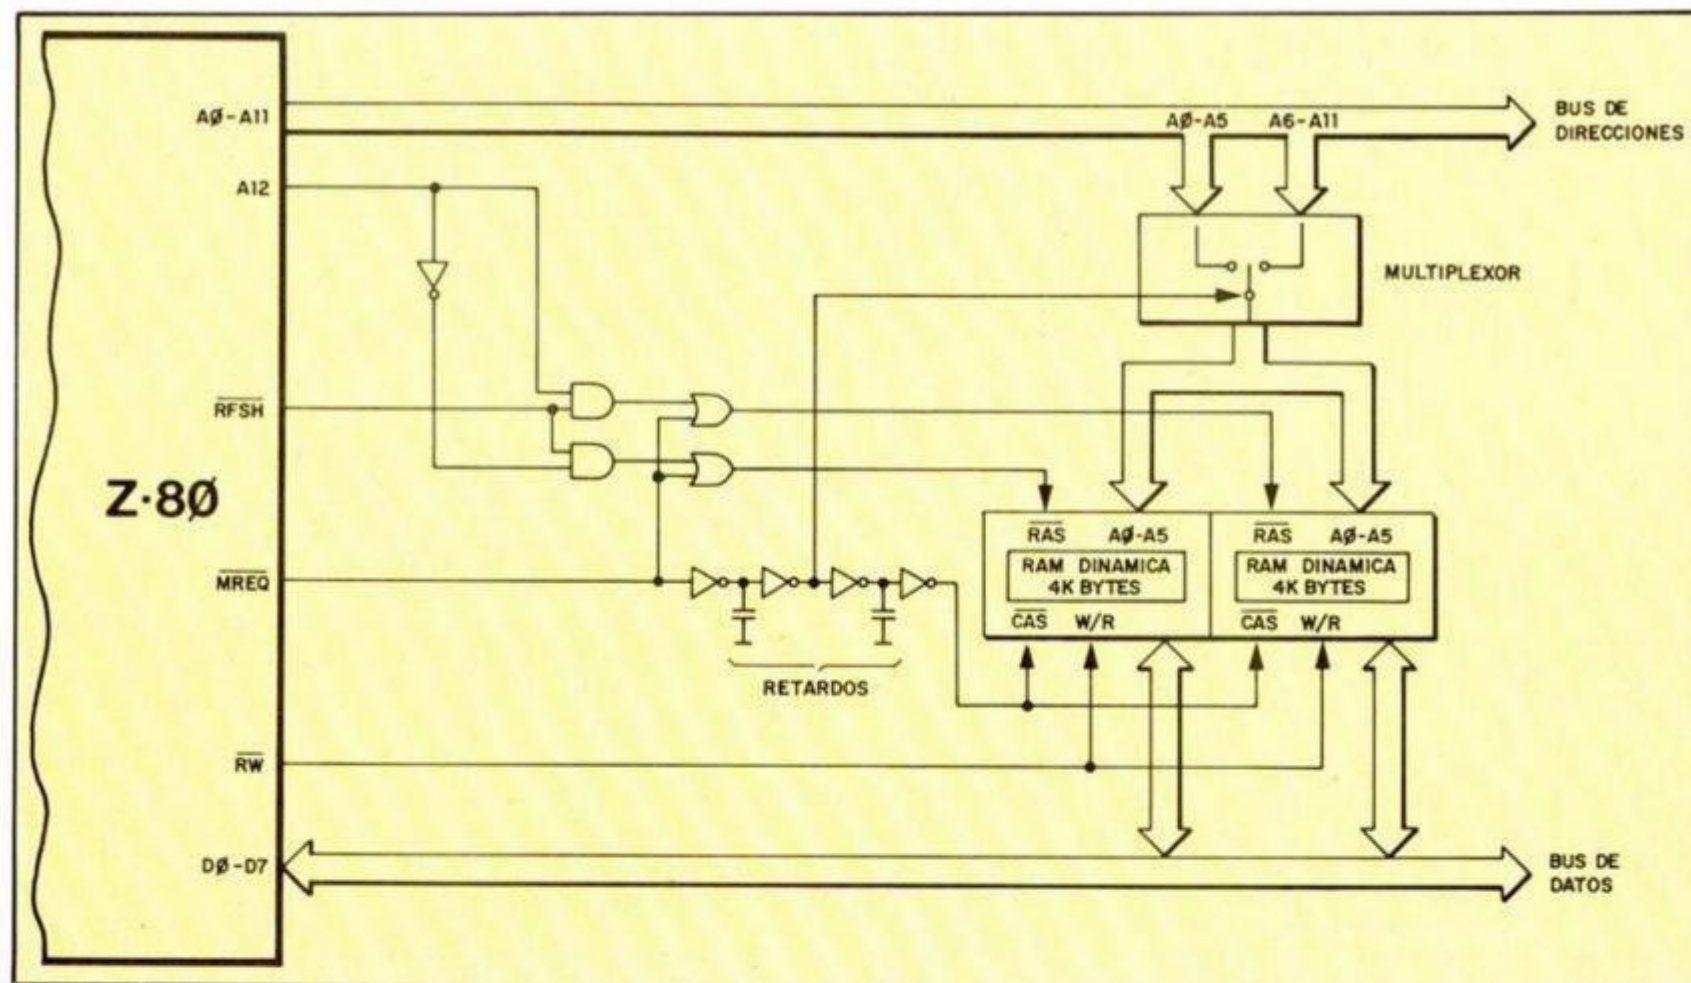 AØ-A11
AØ-A5
A6-A11
BUS DE
DIRECCIONES
A12
MULTIPLEXOR
RFSH
Z·8Ø
RAS AØ-A5
RAM DINAMICA
4K BYTES
CAS W/R
RAS AØ-A5
RAM DINAMICA
4K BYTES
CAS W/R
MREQ
RETARDOS
RW
DØ-D7
BUS DE
DATOS